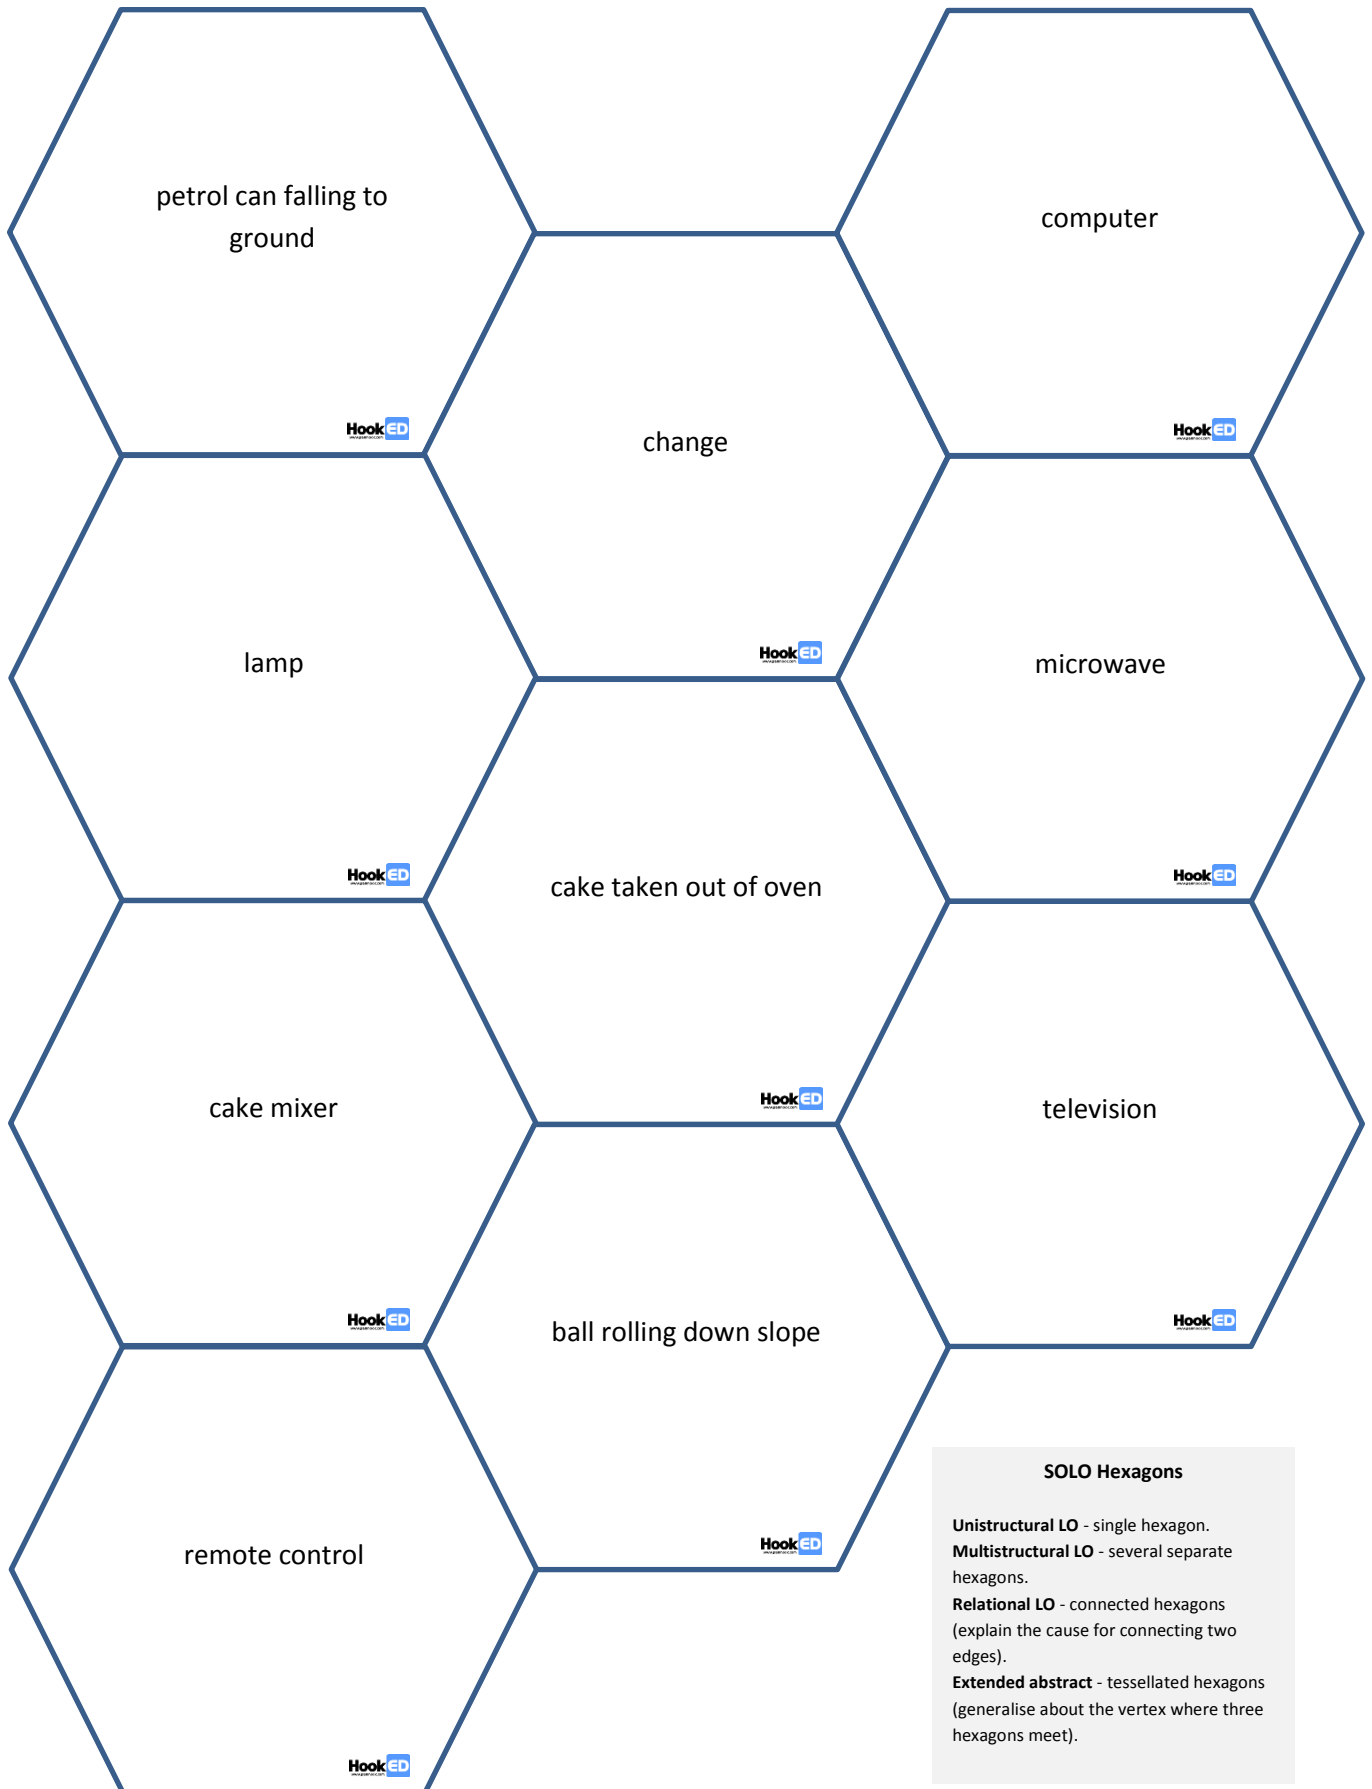 petrol can falling to
ground
HookED
computer
HookED
change
HookED
lamp
HookED
microwave
HookED
cake taken out of oven
HookED
cake mixer
HookED
television
HookED
ball rolling down slope
HookED
remote control
HookED
SOLO Hexagons
Unistructural LO - single hexagon.
Multistructural LO - several separate
hexagons.
Relational LO - connected hexagons
(explain the cause for connecting two
edges).
Extended abstract - tessellated hexagons
(generalise about the vertex where three
hexagons meet).